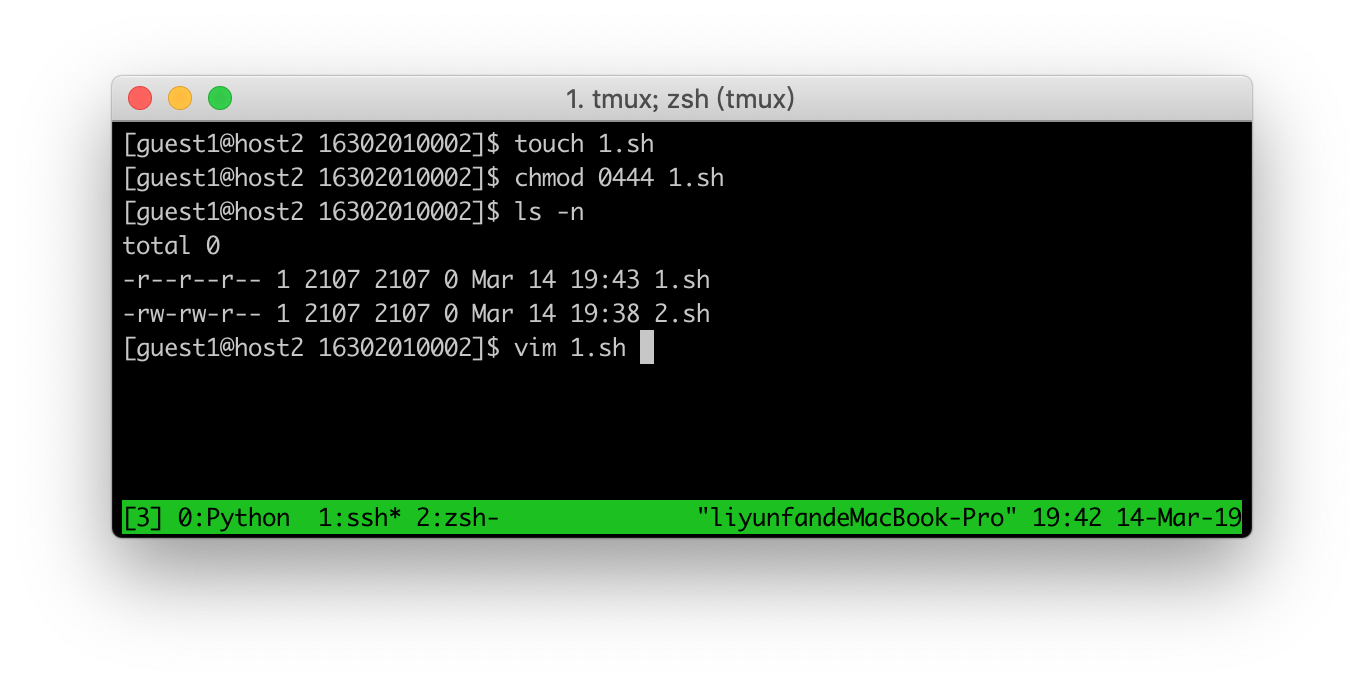 1. tmux; zsh (tmux)
[guest1@host2 16302010002]$ touch 1.sh
[guest1@host2 16302010002]$ chmod 0444 1.sh
[guest1@host2 16302010002]$ ls -n
total 0
-r--r--r-- 1 2107 2107 0 Mar 14 19:43 1.sh
-rw-rw-r-- 1 2107 2107 0 Mar 14 19:38 2.sh
[guest1@host2 16302010002]$ vim 1.sh
[3] 0:Python  1:ssh* 2:zsh-              "liyunfandeMacBook-Pro" 19:42 14-Mar-19